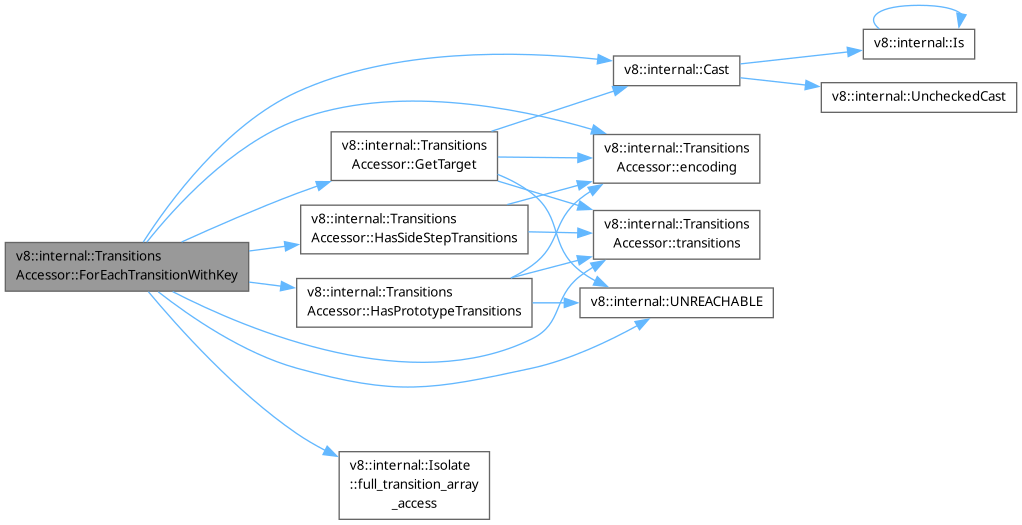 v8::internal::Is
v8::internal::Cast
v8::internal::UncheckedCast
v8::internal::Transitions
Accessor::GetTarget
v8::internal::Transitions
Accessor::encoding
v8::internal::Transitions
Accessor::HasSideStepTransitions
v8::internal::Transitions
Accessor::transitions
v8::internal::Transitions
Accessor::ForEachTransitionWithKey
v8::internal::Transitions
Accessor::HasPrototypeTransitions
v8::internal::UNREACHABLE
v8::internal::Isolate
::full_transition_array
_access